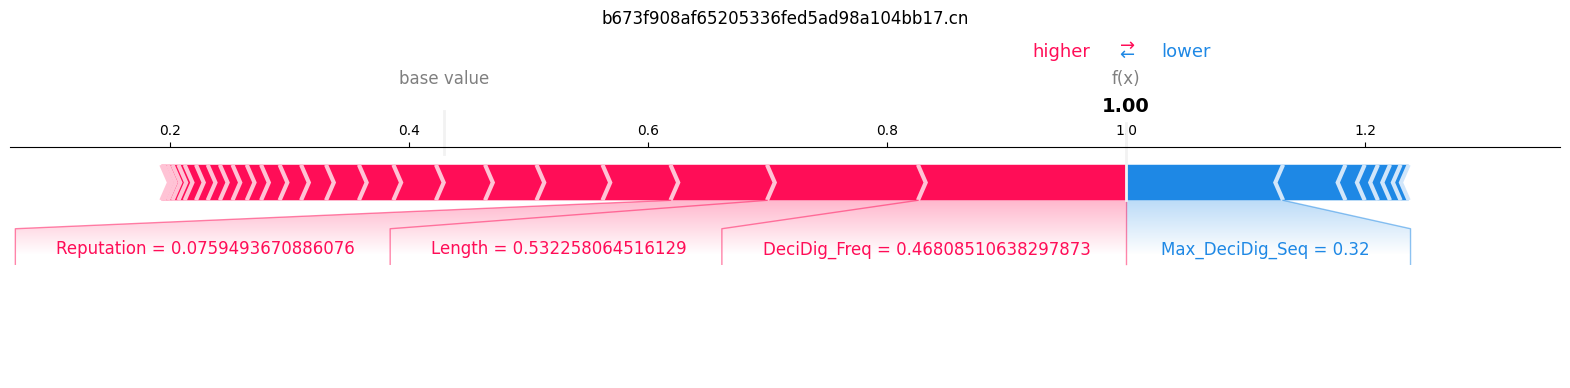 b673f908af65205336fed5ad98a104bb17.cn
higher ⇄ lower
base value f(x)
1.00
0.2 0.4 0.6 0.8 1.0 1.2
Reputation = 0.0759493670886076 Length = 0.532258064516129 DeciDig_Freq = 0.46808510638297873 Max_DeciDig_Seq = 0.32